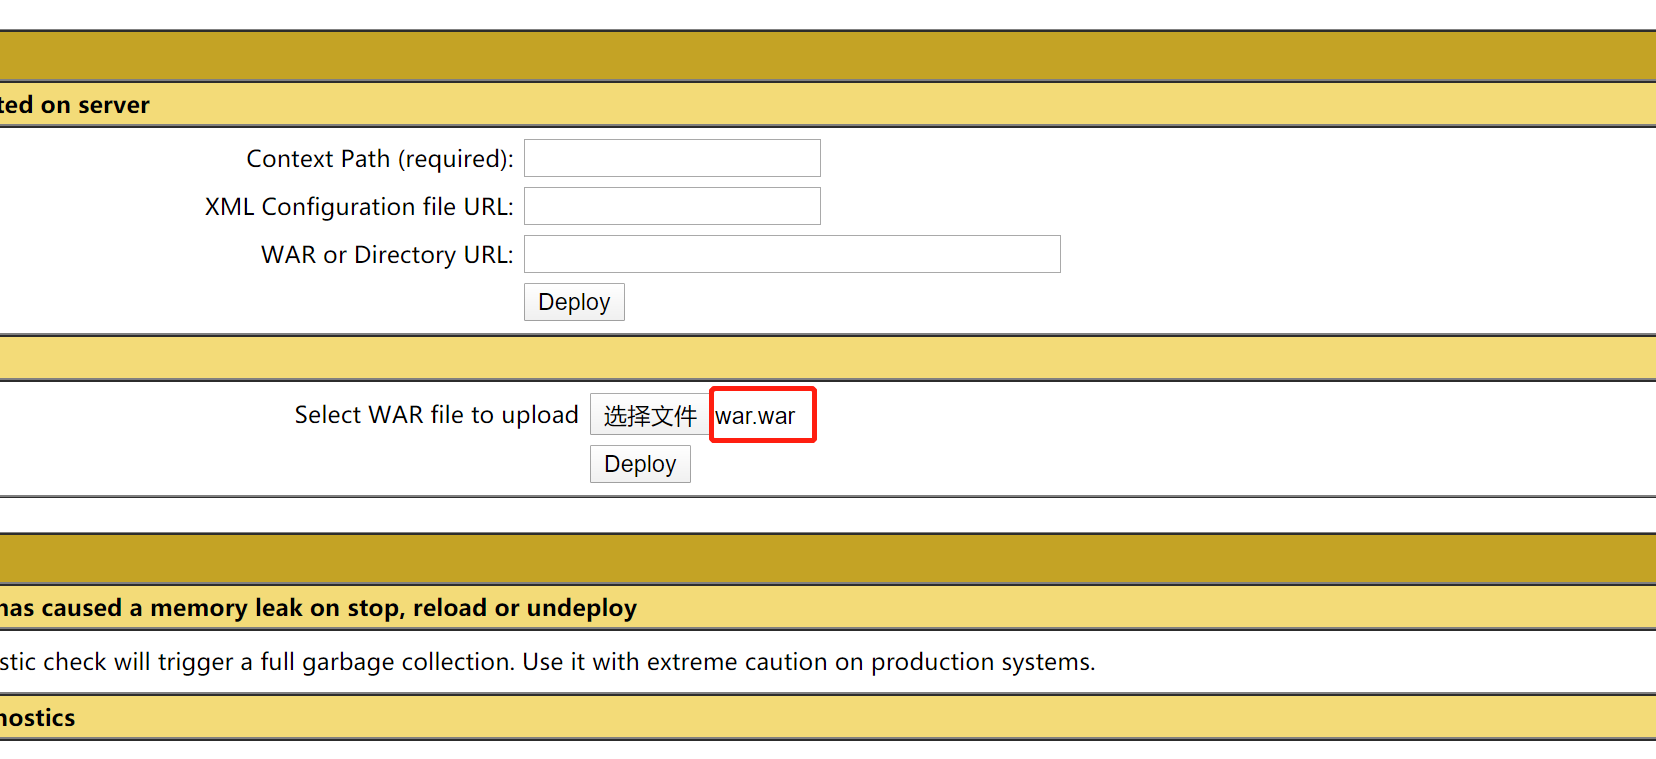 ted on server
Context Path (required):
XML Configuration file URL:
WAR or Directory URL:
Deploy
Select WAR file to upload 选择文件 war.war
Deploy
has caused a memory leak on stop, reload or undeploy
stic check will trigger a full garbage collection. Use it with extreme caution on production systems.
nostics